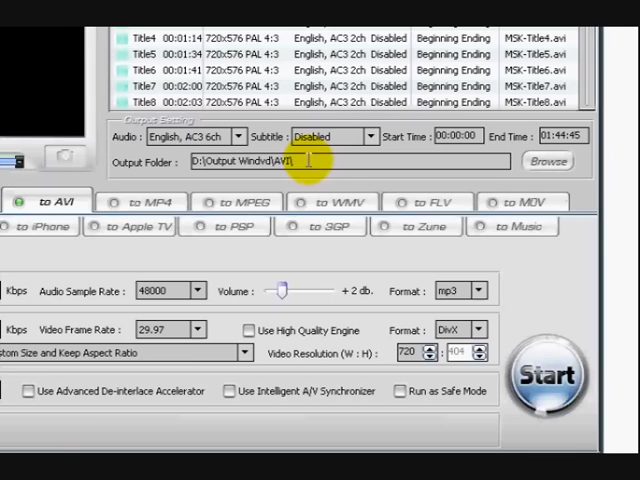 Title4 00:01:14 720x576 PAL 4:3 English, AC3 2ch Disabled Beginning Ending MSK-Title4.avi
Title5 00:01:38 720x576 PAL 4:3 English, AC3 2ch Disabled Beginning Ending MSK-Title5.avi
Title6 00:01:41 720x576 PAL 4:3 English, AC3 2ch Disabled Beginning Ending MSK-Title6.avi
Title7 00:02:00 720x576 PAL 4:3 English, AC3 2ch Disabled Beginning Ending MSK-Title7.avi
Title8 00:02:03 720x576 PAL 4:3 English, AC3 2ch Disabled Beginning Ending MSK-Title8.avi
Output Setting
Audio : English, AC3 6ch Subtitle : Disabled Start Time : 00:00:00 End Time : 01:44:45
Output Folder : D:\Output Windvd\AVI\ Browse
to AVI to MP4 to MPEG to WMV to FLV to MOV
to iPhone to Apple TV to PSP to 3GP to Zune to Music
Kbps Audio Sample Rate : 48000 Volume : + 2 db. Format : mp3
Kbps Video Frame Rate : 29.97 Use High Quality Engine Format : DivX
tom Size and Keep Aspect Ratio Video Resolution (W : H) : 720 : 404
Start
Use Advanced De-interlace Accelerator Use Intelligent A/V Synchronizer Run as Safe Mode